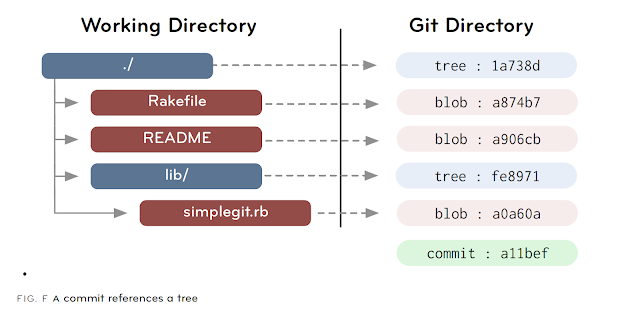 Working Directory Git Directory
./ tree : 1a738d
Rakefile blob : a874b7
README blob : a906cb
lib/ tree : fe8971
simplegit.rb blob : a0a60a
commit : a11bef
.
FIG. F A commit references a tree